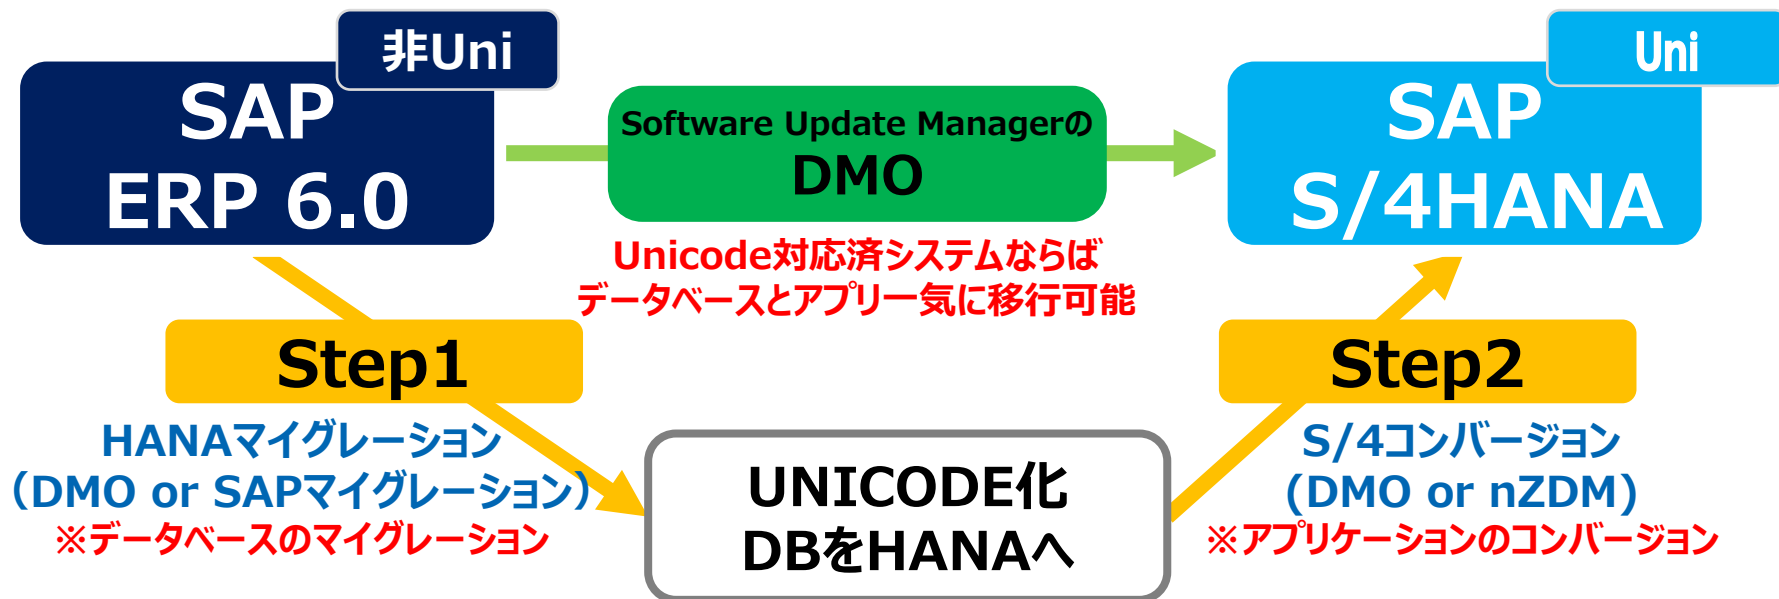 非Uni
SAP
ERP 6.0
Software Update Managerの
DMO
Uni
SAP
S/4HANA
Unicode対応済システムならば
データベースとアプリ一気に移行可能
Step1
HANAマイグレーション
(DMO or SAPマイグレーション)
※データベースのマイグレーション
UNICODE化
DBをHANAへ
Step2
S/4コンバージョン
(DMO or nZDM)
※アプリケーションのコンバージョン